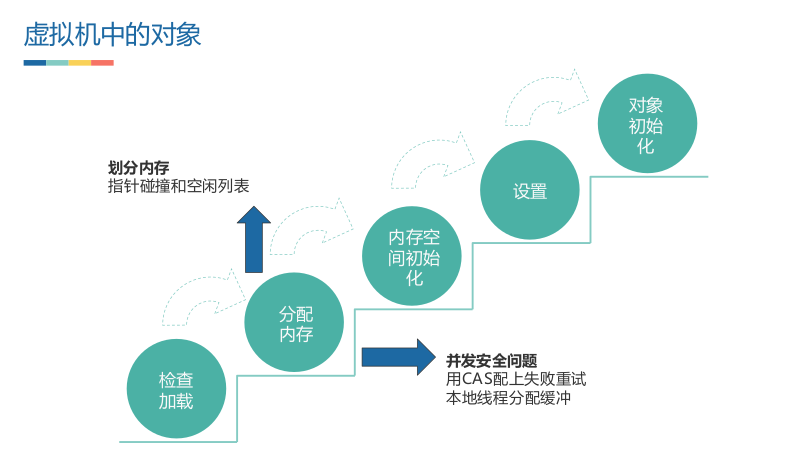 虚拟机中的对象
对象
初始
化
设置
划分内存
指针碰撞和空闲列表
内存空
间初始
化
分配
内存
检查
加载
并发安全问题
用CAS配上失败重试
本地线程分配缓冲